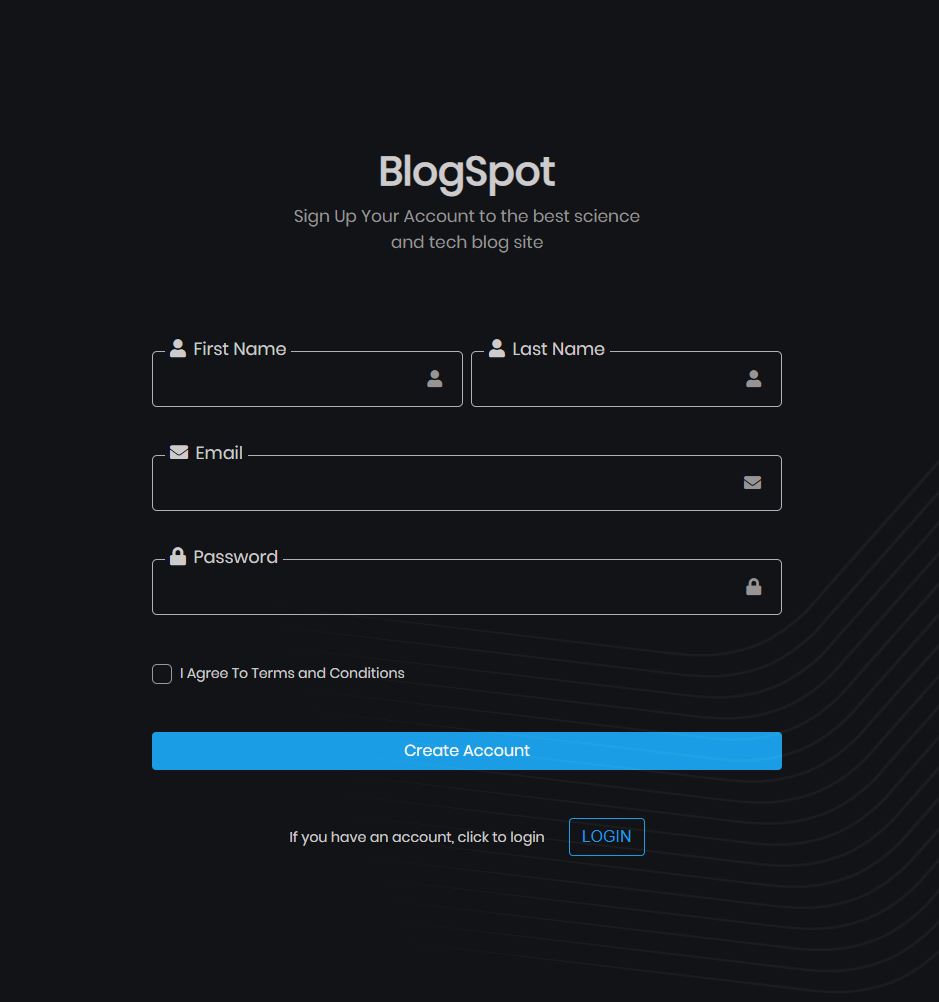 BlogSpot
Sign Up Your Account to the best science
and tech blog site
First Name
Last Name
Email
Password
I Agree To Terms and Conditions
Create Account
If you have an account, click to login
LOGIN